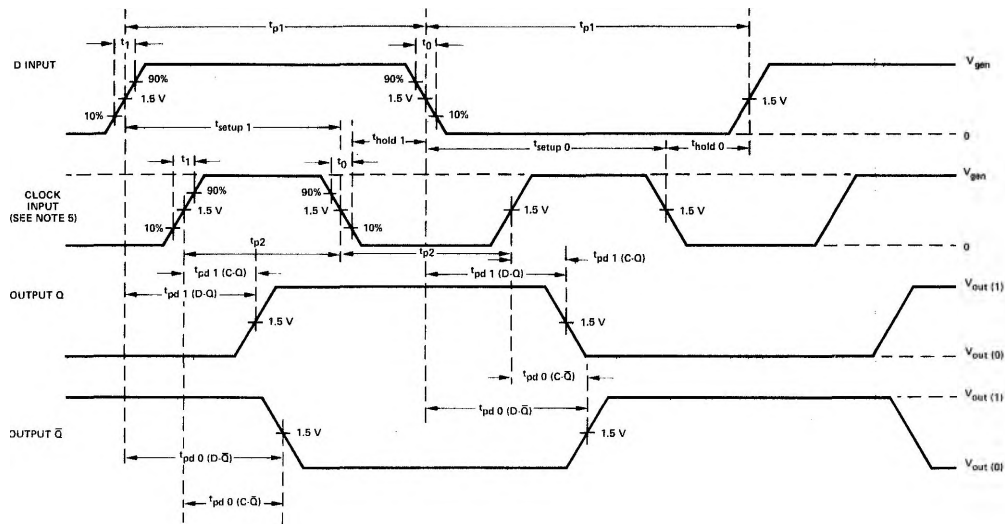 tp1 tp1
t1 t0
D INPUT 90% 90% Vgen
1.5 V 1.5 V 1.5 V
10% 10%
0
tsetup 1 thold 1 tsetup 0 thold 0
t1 t0 Vgen
CLOCK
INPUT
(SEE NOTE 5)
90% 90%
1.5 V 1.5 V 1.5 V 1.5 V
10% 10%
0
tp2 tp2
tpd 1 (C-Q) tpd 1 (D-Q) tpd 1 (C-Q)
tpd 1 (D-Q)
OUTPUT Q Vout (1)
1.5 V 1.5 V
Vout (0)
tpd 0 (C-Q̅)
Vout (1)
tpd 0 (D-Q̅)
OUTPUT Q̅ 1.5 V 1.5 V
tpd 0 (D-Q̅) Vout (0)
tpd 0 (C-Q̅)